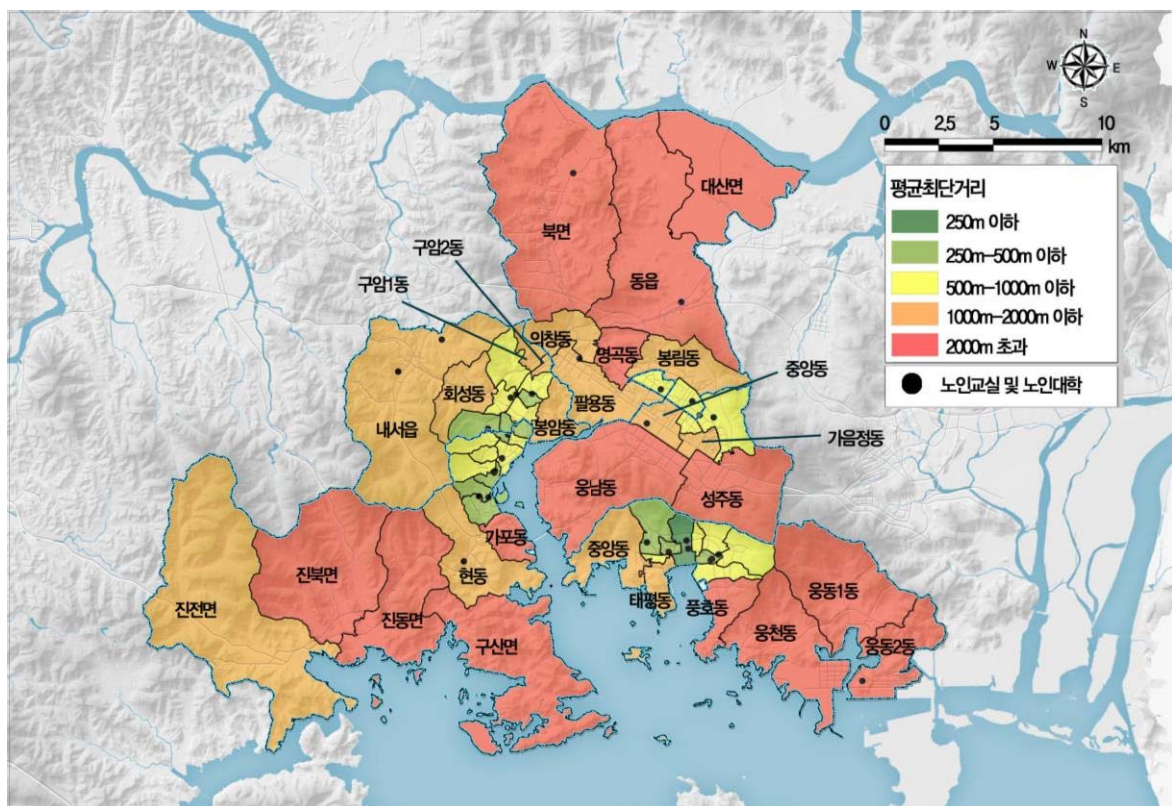 N
W
E
S
0
2.5
5
10
km
평균최단거리
250m 이하
250m-500m 이하
500m-1000m 이하
1000m-2000m 이하
2000m 초과
노인교실 및 노인대학
대산면
북면
구암2동
동읍
구암1동
의창동
명곡동
봉림동
중앙동
회성동
팔용동
내서읍
봉암동
가음정동
웅남동
성주동
가포동
중앙동
진북면
현동
웅동1동
진전면
태평동
풍호동
진동면
웅천동
웅동2동
구산면